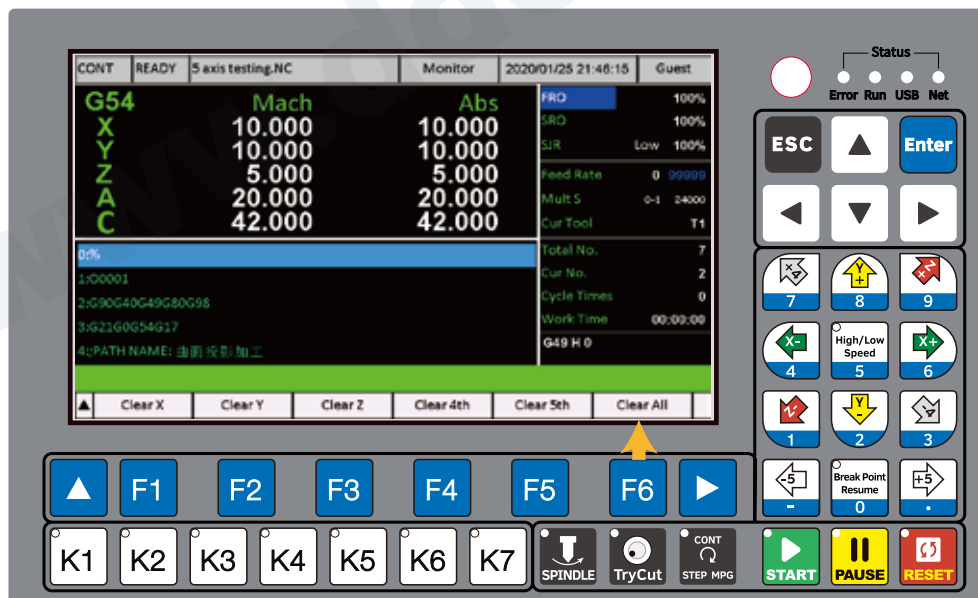 Status
Error Run USB Net
CONT READY 5 axis testing.NC Monitor 2020/01/25 21:46:15 Guest
G54 Mach Abs
X 10.000 10.000
Y 10.000 10.000
Z 5.000 5.000
A 20.000 20.000
C 42.000 42.000
FRO 100%
SRO 100%
SJR Low 100%
Feed Rate 0 99999
Mult S 0-1 24000
Cur Tool T1
Total No. 7
Cur No. 2
Cycle Times 0
Work Time 00:00:00
G49 H 0
0:%
1:O0001
2:G90G40G49G80G98
3:G21G0G54G17
4:;PATH NAME: 曲面投影加工
Clear X Clear Y Clear Z Clear 4th Clear 5th Clear All
ESC Enter
X- 4 7
Y+ 8
Z+ 9
X- 4
High/Low Speed 5
X+ 6
Z- 1
Y- 2
-4 3
-5 -
Break Point Resume 0
+5 .
F1 F2 F3 F4 F5 F6
K1 K2 K3 K4 K5 K6 K7
SPINDLE TryCut CONT STEP MPG
START PAUSE RESET